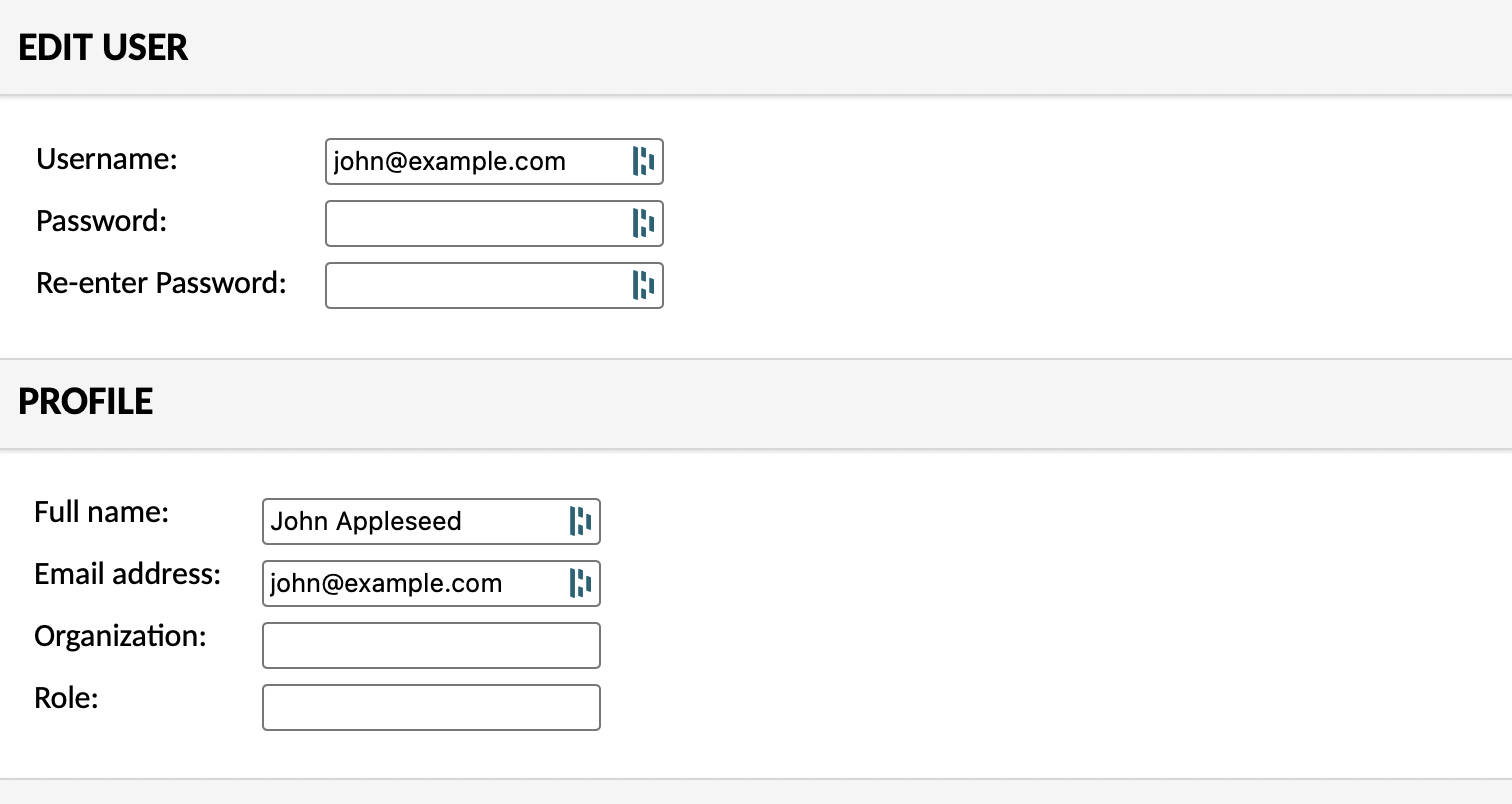 EDIT USER
Username: john@example.com
Password:
Re-enter Password:
PROFILE
Full name: John Appleseed
Email address: john@example.com
Organization:
Role: